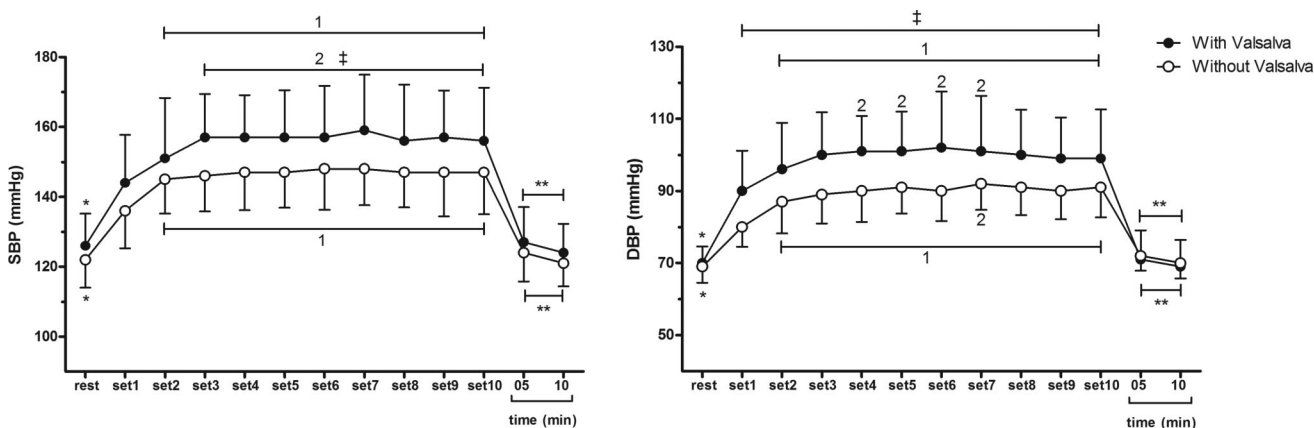 1
2 ‡
180
160
140
120
100
SBP (mmHg)
*
*
1
**
**
rest set1 set2 set3 set4 set5 set6 set7 set8 set9 set10 05 10
time (min)
‡
1
130
110
90
70
50
DBP (mmHg)
2 2 2 2
2
*
*
1
**
**
rest set1 set2 set3 set4 set5 set6 set7 set8 set9 set10 05 10
time (min)
With Valsalva
Without Valsalva